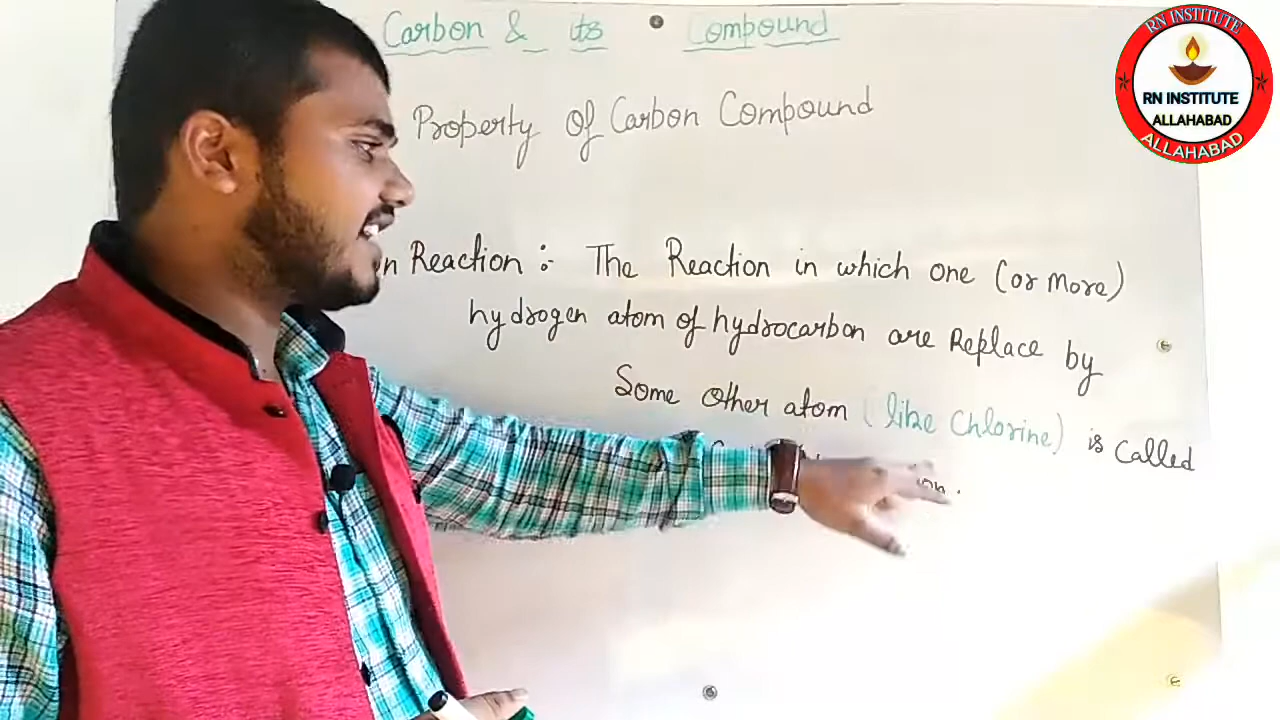 Carbon & its Compound
Property of Carbon Compound
Reaction :- The Reaction in which one (or more)
hydrogen atom of hydrocarbon are Replace by
Some other atom (like Chlorine) is called
RN INSTITUTE
RN INSTITUTE
ALLAHABAD
ALLAHABAD